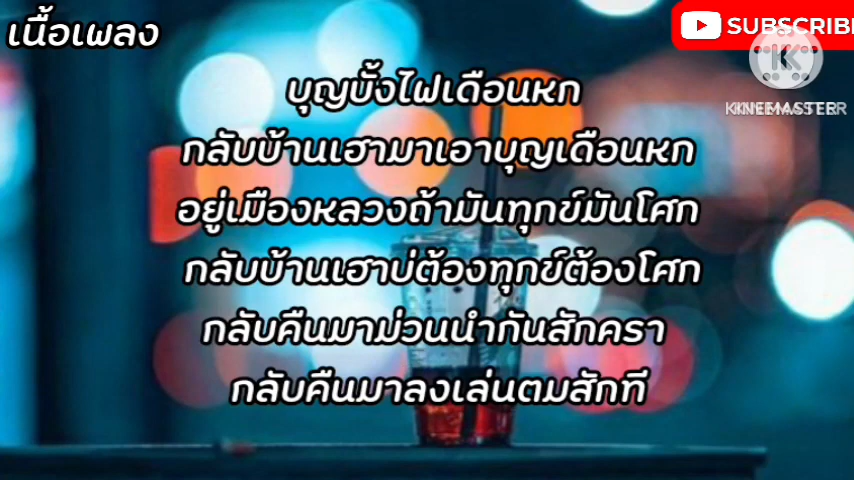 เนื้อเพลง
SUBSCRIBE
KINEMASTER
บุญบั้งไฟเดือนหก
กลับบ้านเฮามาเอาบุญเดือนหก
อยู่เมืองหลวงถ้ามันทุกข์มันโศก
กลับบ้านเฮาบ่ต้องทุกข์ต้องโศก
กลับคืนมาม่วนนำกันสักครา
กลับคืนมาลงเล่นตมสักที